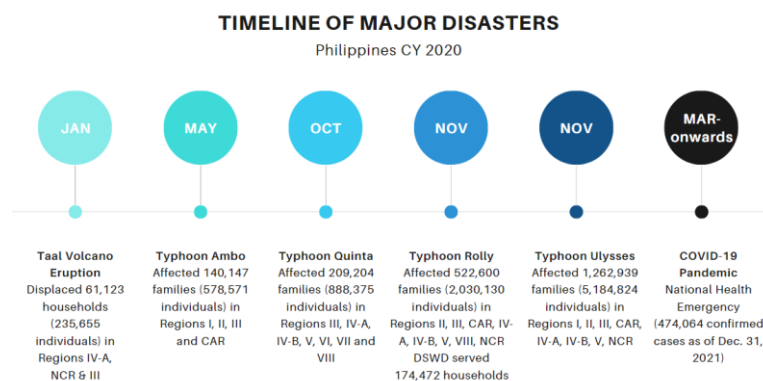 TIMELINE OF MAJOR DISASTERS
Philippines CY 2020
JAN
MAY
OCT
NOV
NOV
MAR-
onwards
Taal Volcano
Eruption
Displaced 61,123
households
(235,655
individuals) in
Regions IV-A,
NCR & III
Typhoon Ambo
Affected 140,147
families (578,571
individuals) in
Regions I, II, III
and CAR
Typhoon Quinta
Affected 209,204
families (888,375
individuals) in
Regions III, IV-A,
IV-B, V, VI, VII and
VIII
Typhoon Rolly
Affected 522,600
families (2,030,130
individuals) in
Regions II, III, CAR, IV-
A, IV-B, V, VIII, NCR
DSWD served
174,472 households
Typhoon Ulysses
Affected 1,262,939
families (5,184,824
individuals) in
Regions I, II, III, CAR,
IV-A, IV-B, V, NCR
COVID-19
Pandemic
National Health
Emergency
(474,064 confirmed
cases as of Dec. 31,
2021)